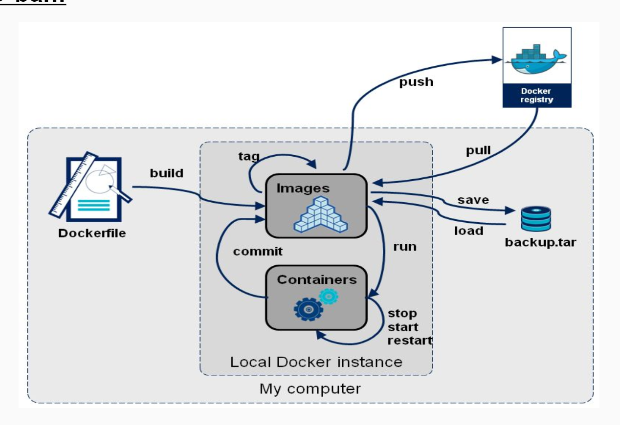 push
Docker
registry
pull
tag
build
Images
save
load
backup.tar
Dockerfile
commit
run
Containers
stop
start
restart
Local Docker instance
My computer